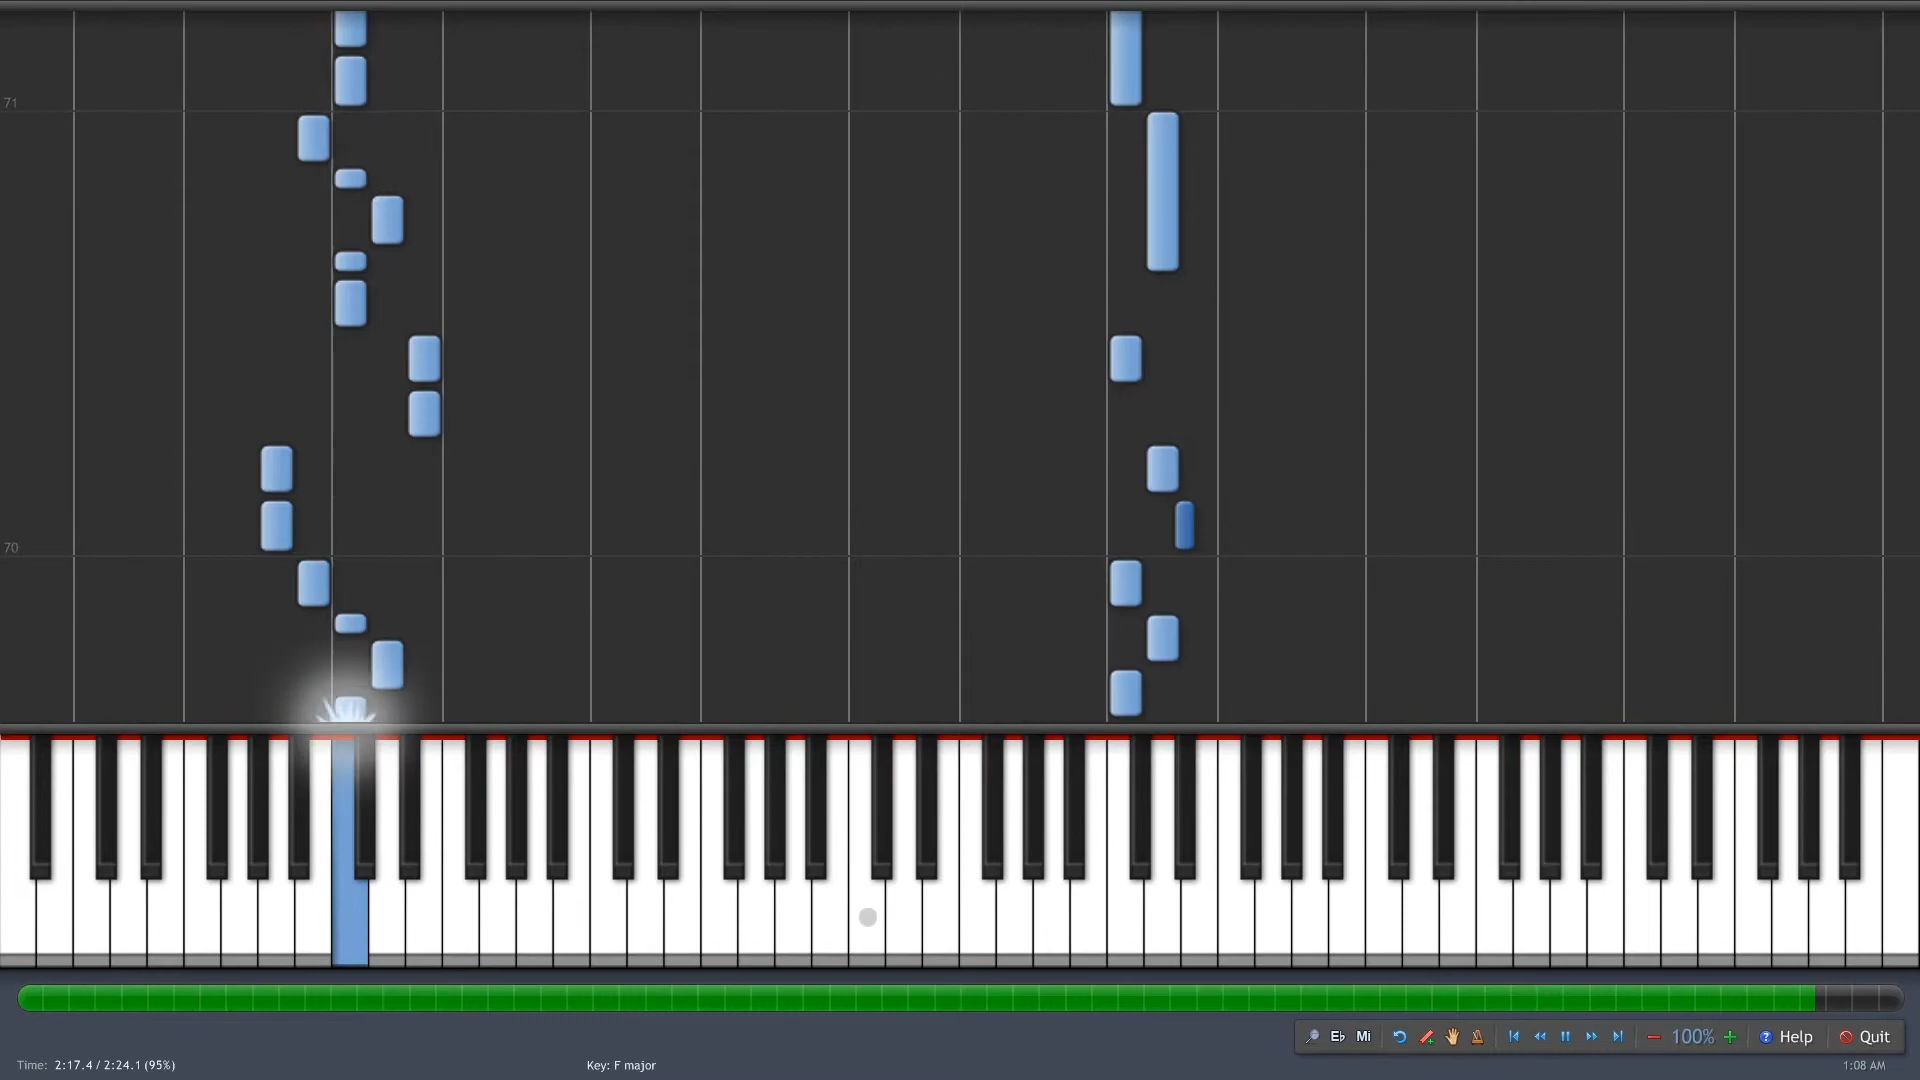 71
70
Eb Mi 100% Help Quit
Time: 2:17.4 / 2:24.1 (95%) Key: F major 1:08 AM